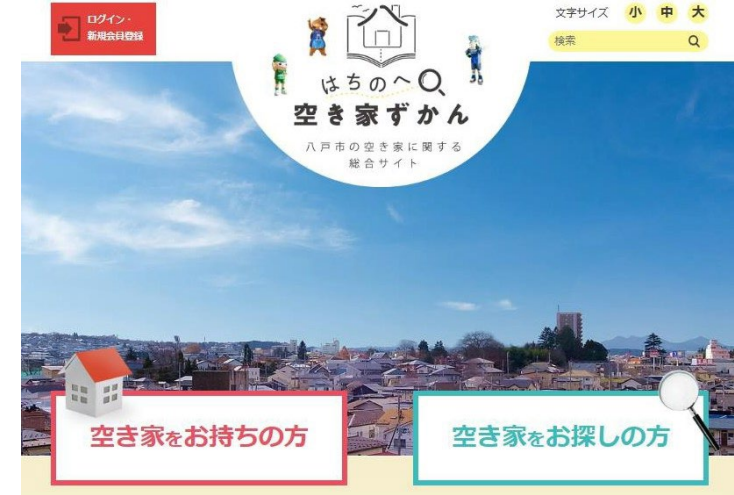 ログイン・
新規会員登録
文字サイズ 小 中 大
検索
はちのへ
空き家ずかん
八戸市の空き家に関する
総合サイト
空き家をお持ちの方
空き家をお探しの方